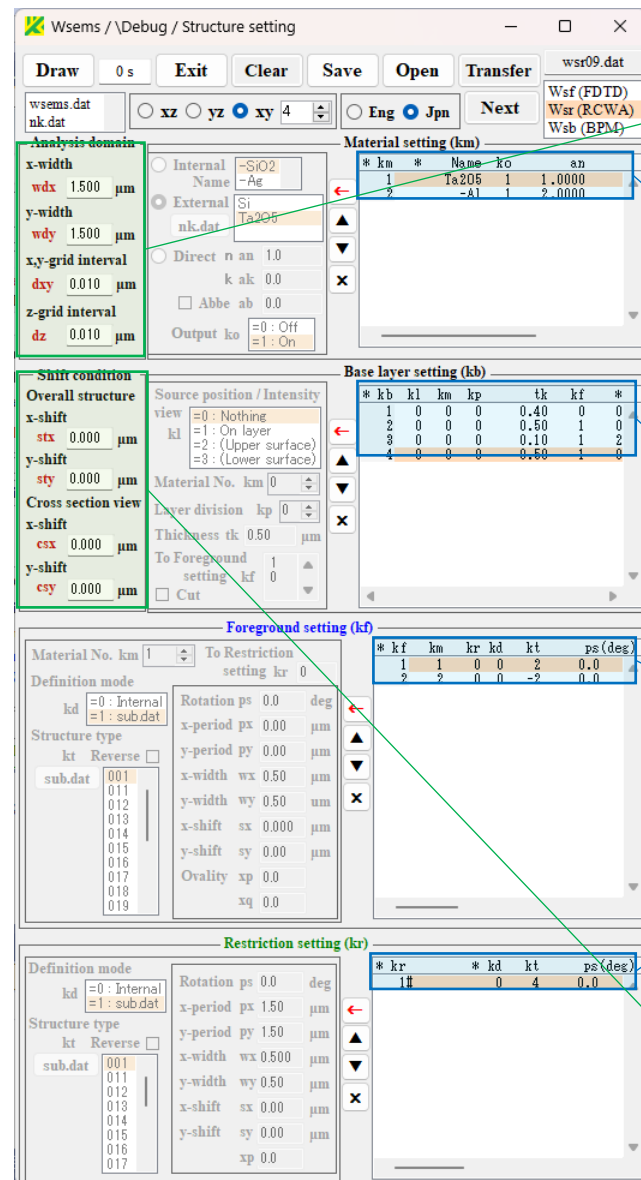 Wsems / \Debug / Structure setting
Draw 0 s Exit Clear Save Open Transfer wsr09.dat
wsems.dat
nk.dat
xz yz xy 4 Eng Jpn Next
Wsf (FDTD)
Wsr (RCWA)
Wsb (BPM)
Analysis domain
x-width
wdx 1.500 μm
y-width
wdy 1.500 μm
x,y-grid interval
dxy 0.010 μm
z-grid interval
dz 0.010 μm
Internal Name
-SiO2
-Ag
External
nk.dat
Si
Ta2O5
Direct n an 1.0
k ak 0.0
Abbe ab 0.0
Output ko
=0 : Off
=1 : On
Material setting (km)
* km * Name ko an
1 Ta2O5 1 1.0000
2 -Al 1 2.0000
Shift condition
Overall structure
x-shift
stx 0.000 μm
y-shift
sty 0.000 μm
Cross section view
x-shift
csx 0.000 μm
y-shift
csy 0.000 μm
Source position / Intensity
view
kl
=0 : Nothing
=1 : On layer
=2 : (Upper surface)
=3 : (Lower surface)
Material No. km 0
Layer division kp 0
Thickness tk 0.50 μm
To Foreground
setting kf
1
0
Cut
Base layer setting (kb)
* kb kl km kp tk kf *
1 0 0 0 0.40 0 0
2 0 0 0 0.50 1 0
3 0 0 0 0.10 1 2
4 0 0 0 0.50 1 0
Foreground setting (kf)
Material No. km 1
To Restriction
setting kr 0
Definition mode
kd
=0 : Internal
=1 : sub.dat
Structure type
kt Reverse
sub.dat
001
011
012
013
014
015
016
017
018
019
Rotation ps 0.0 deg
x-period px 0.00 μm
y-period py 0.00 μm
x-width wx 0.50 μm
y-width wy 0.50 um
x-shift sx 0.000 μm
y-shift sy 0.00 μm
Ovality xp 0.0
xq 0.0
* kf km kr kd kt ps(deg)
1 1 0 0 2 0.0
2 2 0 0 -2 0.0
Restriction setting (kr)
Definition mode
kd
=0 : Internal
=1 : sub.dat
Structure type
kt Reverse
sub.dat
001
011
012
013
014
015
016
017
Rotation ps 0.0 deg
x-period px 1.50 μm
y-period py 1.50 μm
x-width wx 0.500 μm
y-width wy 0.50 μm
x-shift sx 0.00 μm
y-shift sy 0.00 μm
xp 0.0
* kr * kd kt ps(deg)
1# 0 4 0.0